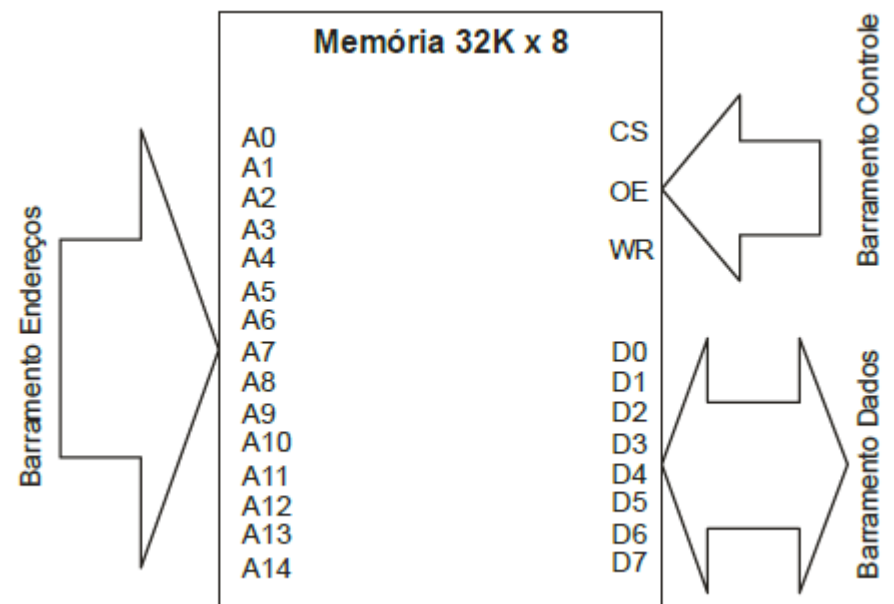 Memória 32K x 8
Barramento Endereços
A0
A1
A2
A3
A4
A5
A6
A7
A8
A9
A10
A11
A12
A13
A14
CS
OE
WR
D0
D1
D2
D3
D4
D5
D6
D7
Barramento Controle
Barramento Dados